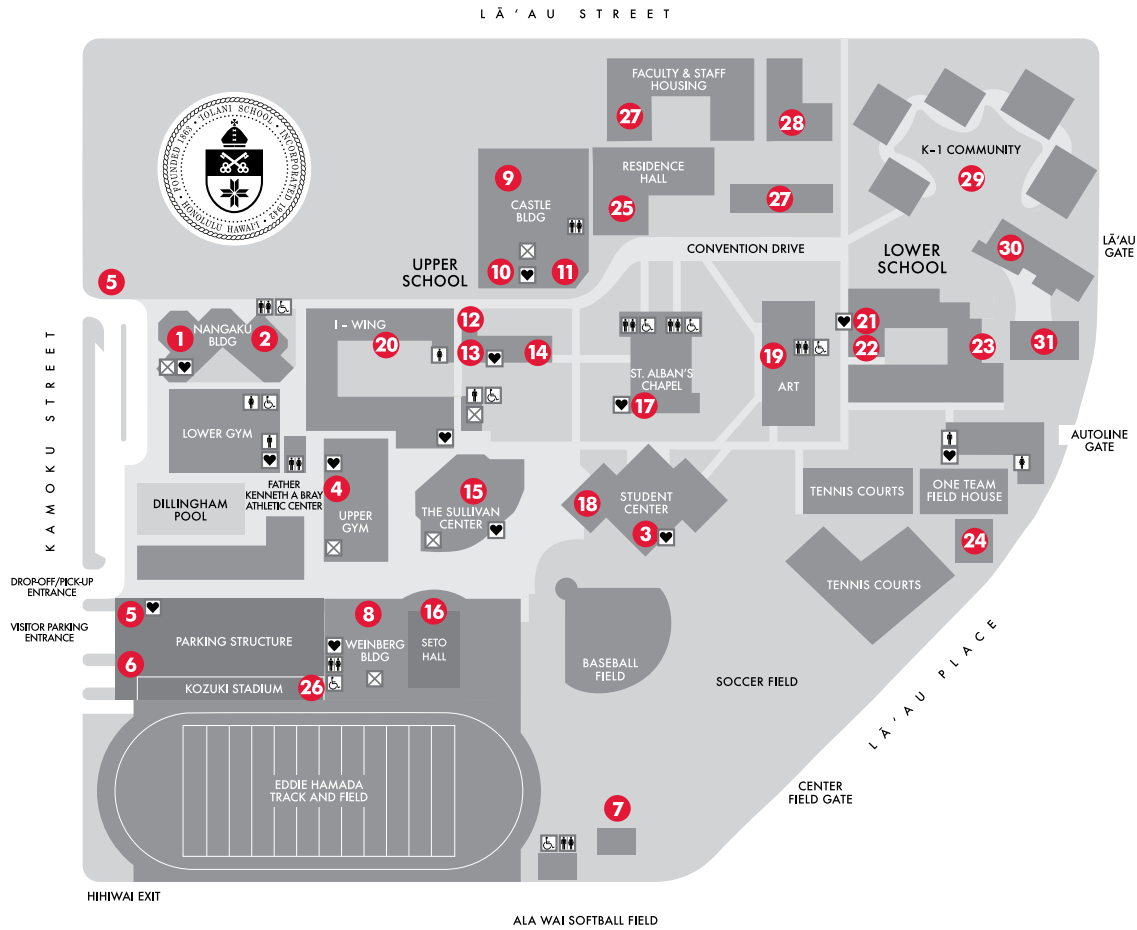 LĀ'AU STREET
FACULTY & STAFF
HOUSING
27
28
FOUNDED 1863 • IOLANI SCHOOL • INCORPORATED 1942 • HONOLULU HAWAI'I •
K–1 COMMUNITY
29
9
CASTLE
BLDG
RESIDENCE
HALL
25
27
CONVENTION DRIVE
LOWER
SCHOOL
30
LĀ'AU
GATE
UPPER
SCHOOL
10
11
5
1
NANGAKU
BLDG
2
I – WING
20
12
13
14
ST. ALBAN'S
CHAPEL
17
19
ART
21
22
23
31
KAMOKU STREET
LOWER GYM
FATHER
KENNETH A BRAY
ATHLETIC CENTER
DILLINGHAM
POOL
4
UPPER
GYM
15
THE SULLIVAN
CENTER
18
STUDENT
CENTER
3
TENNIS COURTS
ONE TEAM
FIELD HOUSE
AUTOLINE
GATE
24
TENNIS COURTS
DROP-OFF/PICK-UP
ENTRANCE
VISITOR PARKING
ENTRANCE
5
PARKING STRUCTURE
6
KOZUKI STADIUM
26
8
WEINBERG
BLDG
16
SETO
HALL
BASEBALL
FIELD
SOCCER FIELD
LĀ'AU PLACE
EDDIE HAMADA
TRACK AND FIELD
CENTER
FIELD GATE
7
HIHIWAI EXIT
ALA WAI SOFTBALL FIELD